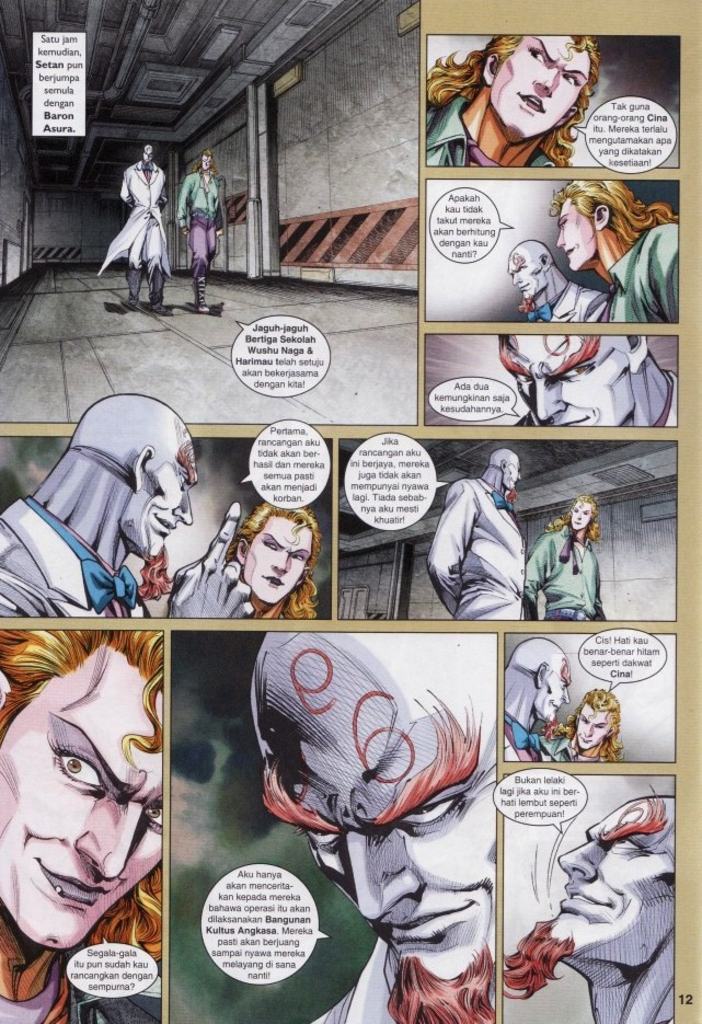 Satu jam
kemudian,
Setan pun
berjumpa
semula
dengan
Baron
Asura.
Jaguh-jaguh
Bertiga Sekolah
Wushu Naga &
Harimau telah setuju
akan bekerjasama
dengan kita!
Tak guna
orang-orang Cina
itu. Mereka terlalu
mengutamakan apa
yang dikatakan
kesetiaan!
Apakah
kau tidak
takut mereka
akan berhitung
dengan kau
nanti?
Ada dua
kemungkinan saja
kesudahannya.
Pertama,
rancangan aku
tidak akan ber-
hasil dan mereka
semua pasti
akan menjadi
korban.
Jika
rancangan aku
ini berjaya, mereka
juga tidak akan
mempunyai nyawa
lagi. Tiada sebab-
nya aku mesti
khuatir!
Segala-gala
itu pun sudah kau
rancangkan dengan
sempurna?
Aku hanya
akan mencerita-
kan kepada mereka
bahawa operasi itu akan
dilaksanakan Bangunan
Kultus Angkasa. Mereka
pasti akan berjuang
sampai nyawa mereka
melayang di sana
nanti!
Cis! Hati kau
benar-benar hitam
seperti dakwat
Cina!
Bukan lelaki
lagi jika aku ini ber-
hati lembut seperti
perempuan!
12